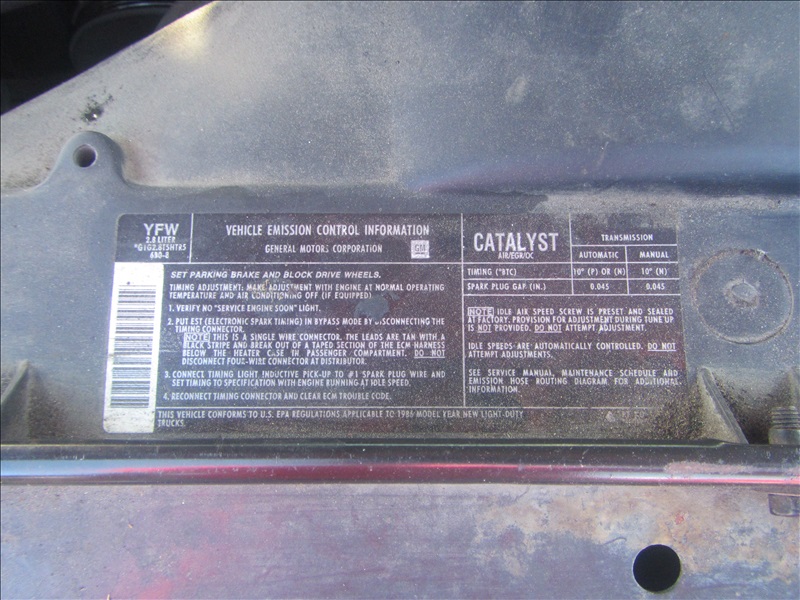 YFW
2.8 LITER
680-8
VEHICLE EMISSION CONTROL INFORMATION
GENERAL MOTORS CORPORATION
GM
SET PARKING BRAKE AND BLOCK DRIVE WHEELS.
TIMING ADJUSTMENT: MAKE ADJUSTMENT WITH ENGINE AT NORMAL OPERATING
TEMPERATURE AND AIR CONDITIONING OFF (IF EQUIPPED)
1. VERIFY NO "SERVICE ENGINE SOON" LIGHT.
2. PUT EST (ELECTRONIC SPARK TIMING) IN BYPASS MODE BY DISCONNECTING THE
TIMING CONNECTOR.
NOTE THIS IS A SINGLE WIRE CONNECTOR. THE LEADS ARE TAN WITH A
BLACK STRIPE AND BREAK OUT OF A TAPED SECTION OF THE ECM HARNESS
BELOW THE HEATER CASE IN PASSENGER COMPARTMENT. DO NOT
DISCONNECT FOUR-WIRE CONNECTOR AT DISTRIBUTOR.
3. CONNECT TIMING LIGHT INDUCTIVE PICK-UP TO #1 SPARK PLUG WIRE AND
SET TIMING TO SPECIFICATION WITH ENGINE RUNNING AT IDLE SPEED.
4. RECONNECT TIMING CONNECTOR AND CLEAR ECM TROUBLE CODE.
THIS VEHICLE CONFORMS TO U.S. EPA REGULATIONS APPLICABLE TO 1986 MODEL YEAR NEW LIGHT-DUTY
TRUCKS.
CATALYST
AIR/EGR/OC
TRANSMISSION
AUTOMATIC MANUAL
TIMING (°BTC) 10° (P) OR (N) 10° (N)
SPARK PLUG GAP (IN.) 0.045 0.045
NOTE IDLE AIR SPEED SCREW IS PRESET AND SEALED
AT FACTORY. PROVISION FOR ADJUSTMENT DURING TUNE UP
IS NOT PROVIDED. DO NOT ATTEMPT ADJUSTMENT.
IDLE SPEEDS ARE AUTOMATICALLY CONTROLLED. DO NOT
ATTEMPT ADJUSTMENTS.
SEE SERVICE MANUAL, MAINTENANCE SCHEDULE AND
EMISSION HOSE ROUTING DIAGRAM FOR ADDITIONAL
INFORMATION.